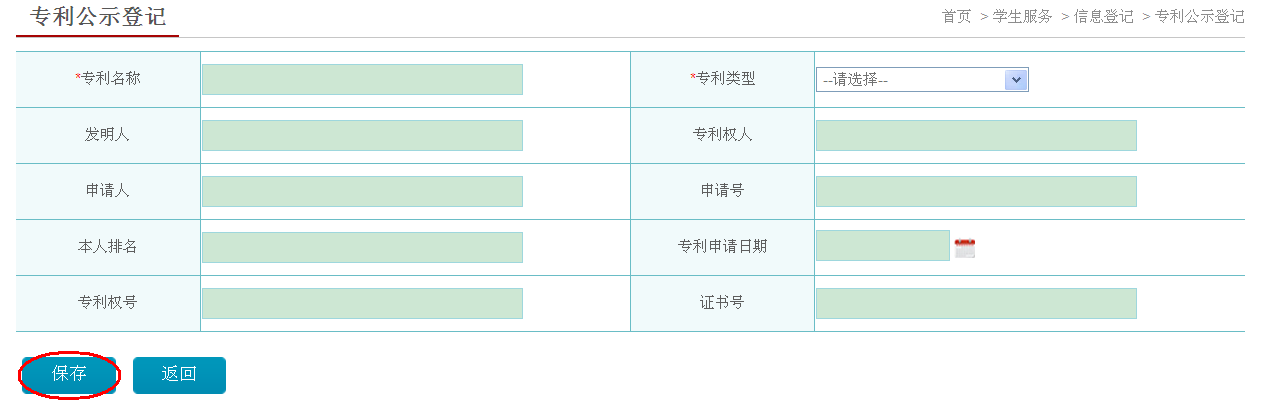 专利公示登记
首页 > 学生服务 > 信息登记 > 专利公示登记
*专利名称
*专利类型
--请选择--
发明人
专利权人
申请人
申请号
本人排名
专利申请日期
专利权号
证书号
保存
返回